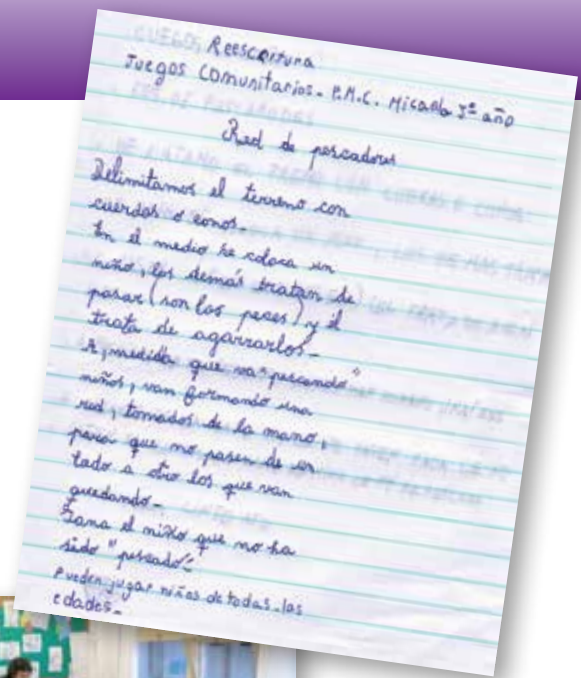 Reescritura
Juegos Comunitarios. P.M.C. Micaela 3º año
Red de pescadores
Delimitamos el terreno con
cuerdas o conos.
En el medio se coloca un
niño, los demás tratan de
pasar (son los peces) y él
trata de agarrarlos.
A, medida que va "pescando"
niños, van formando una
red, tomados de la mano,
para que no pasen de un
lado a otro los que van
quedando.
Gana el niño que no ha
sido "pescado".
Pueden jugar niños de todas las
edades.